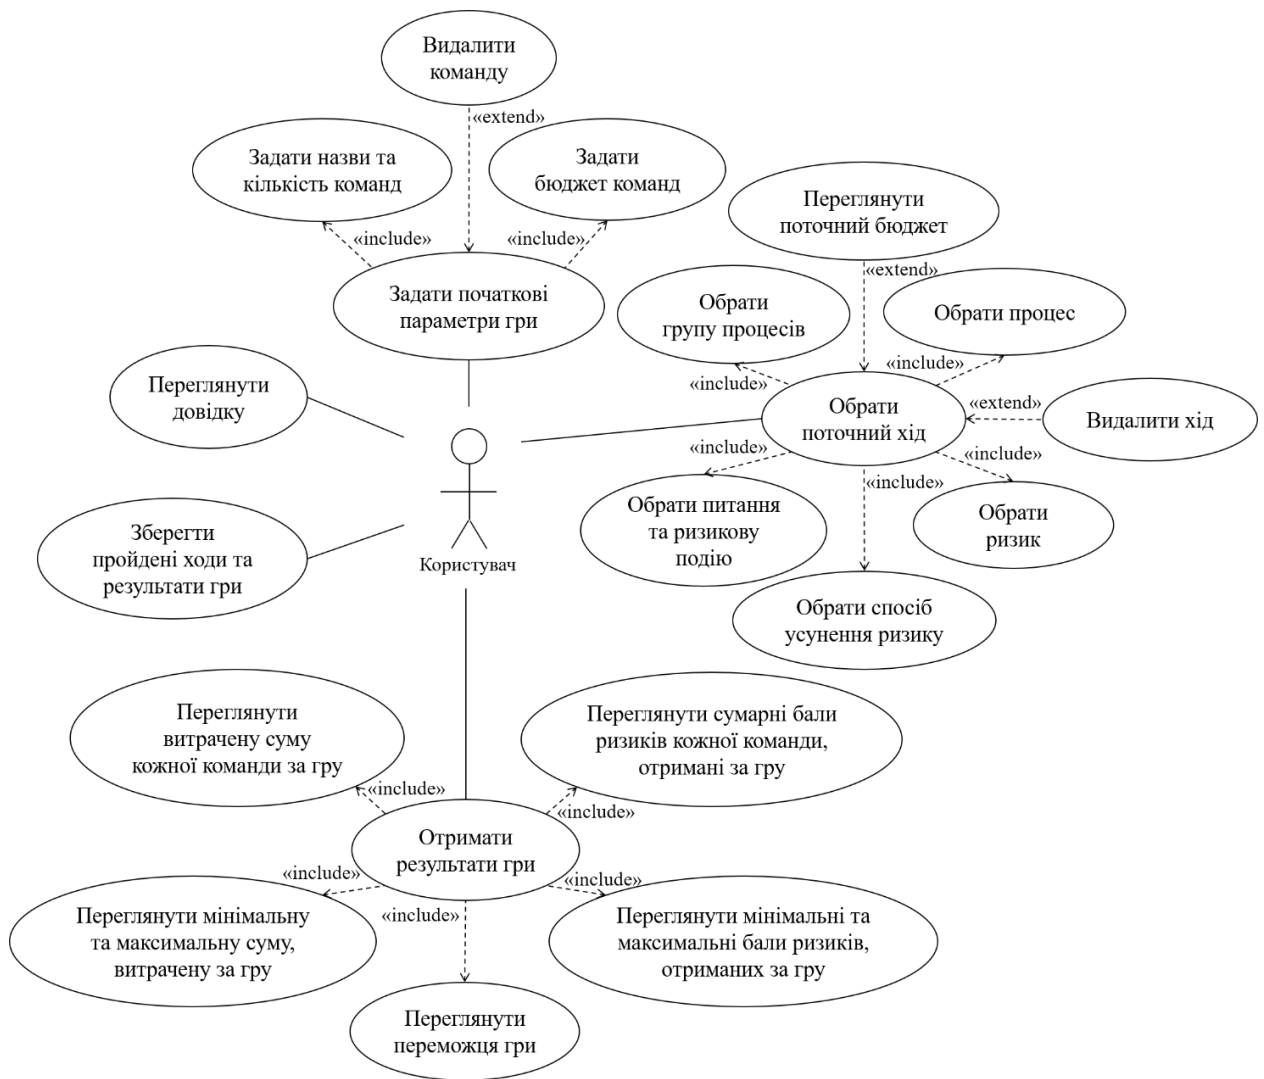 Видалити
команду
«extend»
Задати назви та
кількість команд
Задати
бюджет команд
«include»
«include»
Задати початкові
параметри гри
Переглянути
поточний бюджет
«extend»
Обрати
групу процесів
Обрати процес
«include»
«include»
Обрати
поточний хід
«extend»
Видалити хід
«include»
«include»
«include»
Обрати питання
та ризикову
подію
Обрати
ризик
Обрати спосіб
усунення ризику
Переглянути
довідку
Зберегти
пройдені ходи та
результати гри
Користувач
Переглянути
витрачену суму
кожної команди за гру
Переглянути сумарні бали
ризиків кожної команди,
отримані за гру
«include»
«include»
Отримати
результати гри
«include»
«include»
«include»
Переглянути мінімальну
та максимальну суму,
витрачену за гру
Переглянути мінімальні та
максимальні бали ризиків,
отриманих за гру
Переглянути
переможця гри